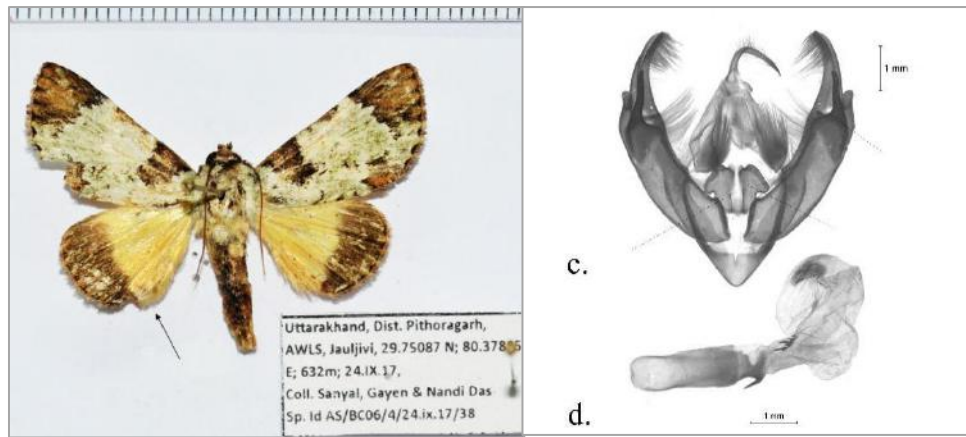 Uttarakhand, Dist. Pithoragarh,
AWLS, Jauljivi, 29.75087 N; 80.378
E; 632m; 24.IX.17,
Coll. Sanyal, Gayen & Nandi Das
Sp. Id AS/BC06/4/24.ix.17/38
1 mm
c.
d.
1 mm